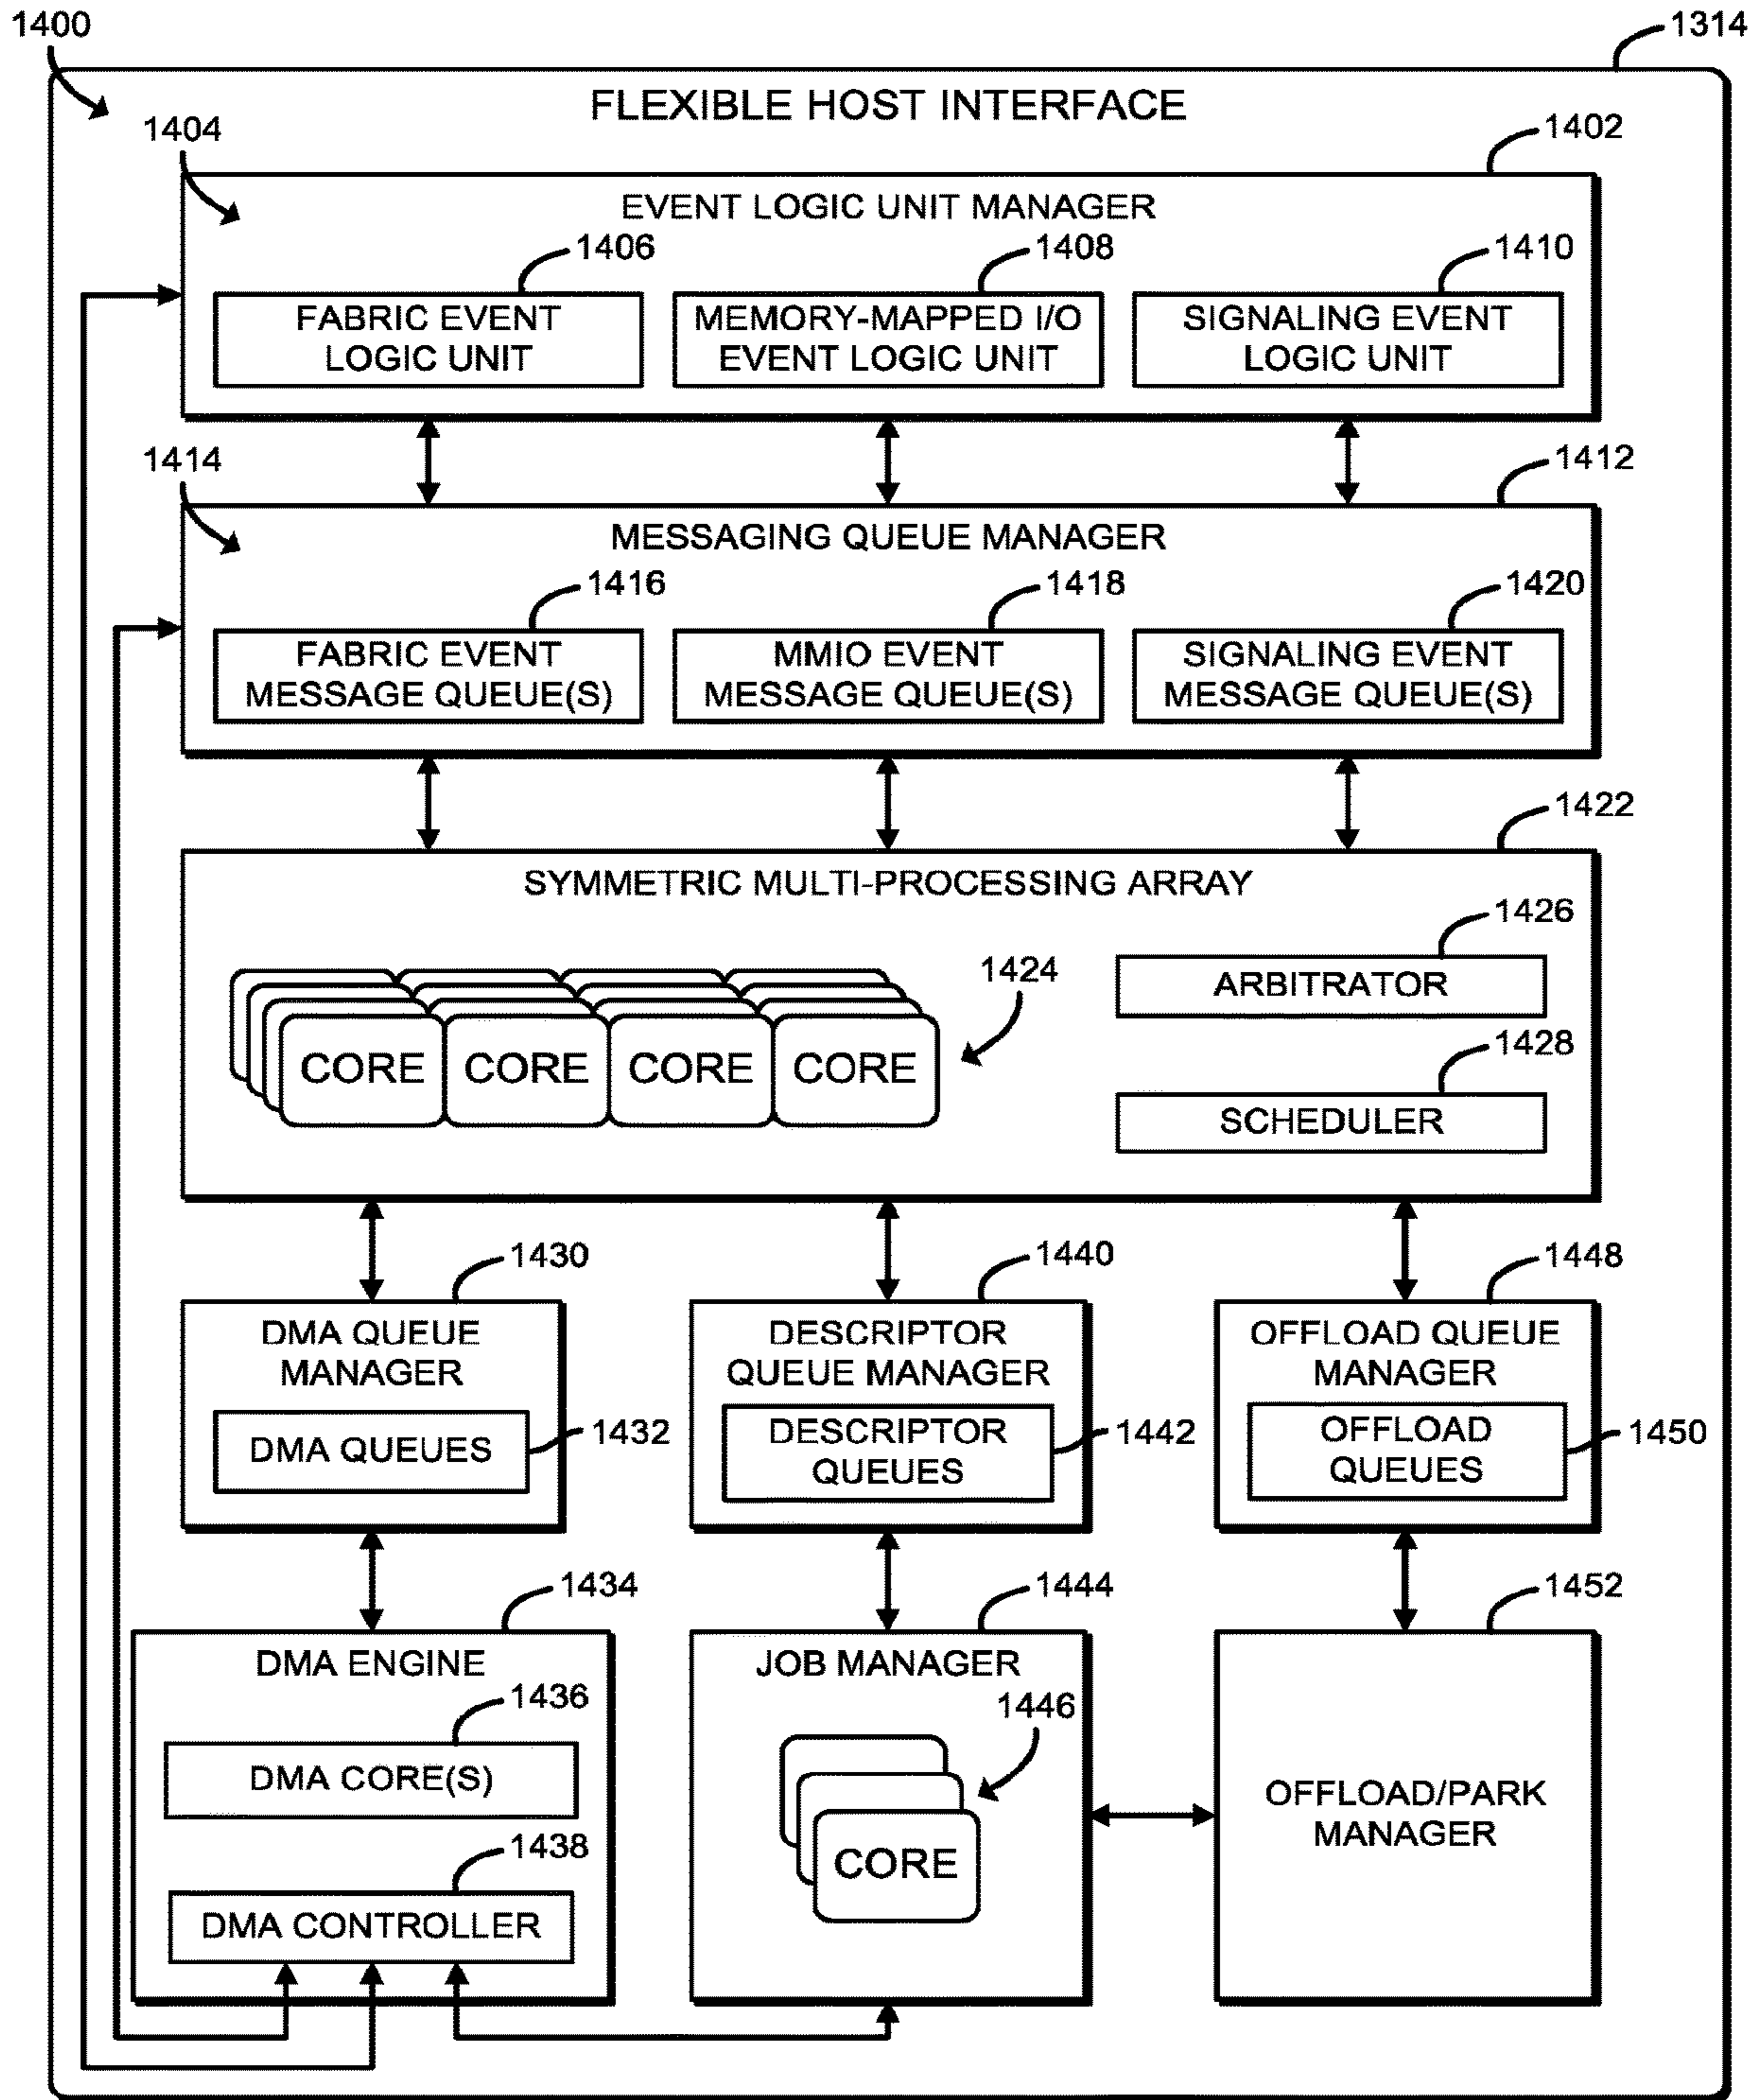 1400
1314
FLEXIBLE HOST INTERFACE
1404
1402
EVENT LOGIC UNIT MANAGER
1406
1408
1410
FABRIC EVENT
LOGIC UNIT
MEMORY-MAPPED I/O
EVENT LOGIC UNIT
SIGNALING EVENT
LOGIC UNIT
1414
1412
MESSAGING QUEUE MANAGER
1416
1418
1420
FABRIC EVENT
MESSAGE QUEUE(S)
MMIO EVENT
MESSAGE QUEUE(S)
SIGNALING EVENT
MESSAGE QUEUE(S)
1422
SYMMETRIC MULTI-PROCESSING ARRAY
1424
1426
ARBITRATOR
CORE
CORE
CORE
CORE
1428
SCHEDULER
1430
1440
1448
DMA QUEUE
MANAGER
DMA QUEUES
1432
DESCRIPTOR
QUEUE MANAGER
DESCRIPTOR
QUEUES
1442
OFFLOAD QUEUE
MANAGER
OFFLOAD
QUEUES
1450
1434
1444
1452
DMA ENGINE
1436
DMA CORE(S)
1438
DMA CONTROLLER
JOB MANAGER
1446
CORE
OFFLOAD/PARK
MANAGER